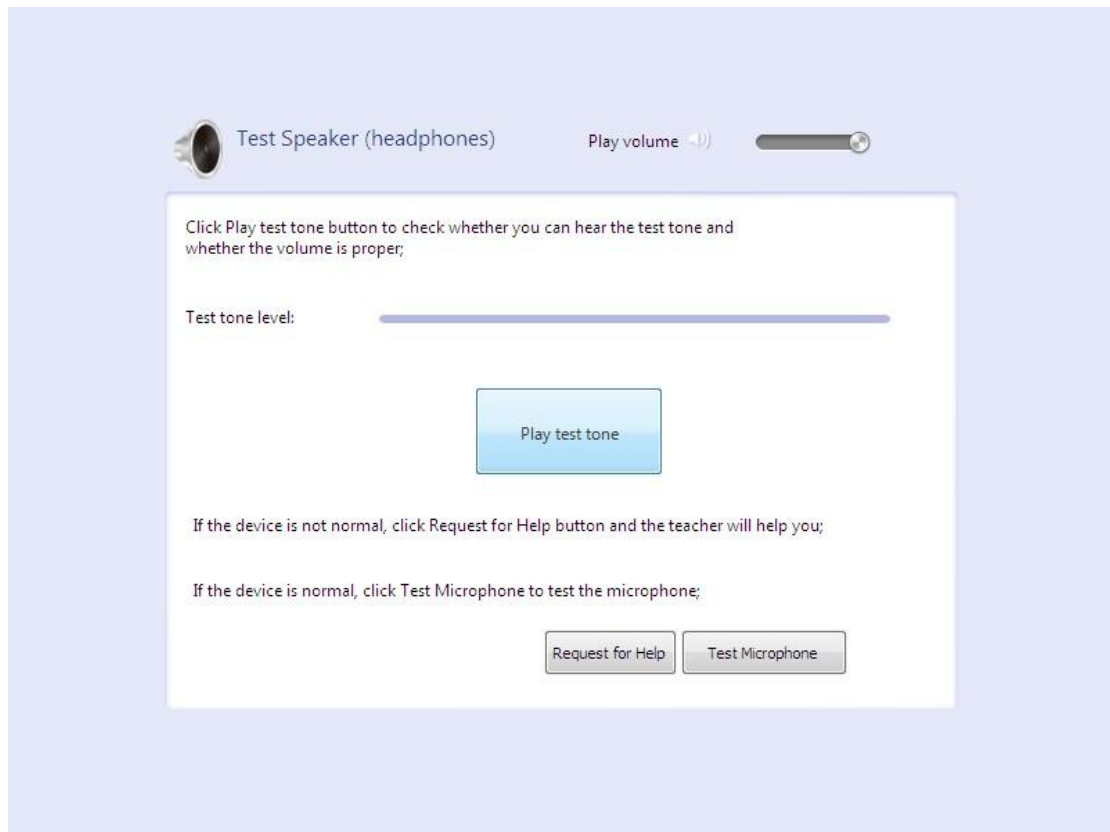 Test Speaker (headphones)
Play volume
Click Play test tone button to check whether you can hear the test tone and
whether the volume is proper;
Test tone level:
Play test tone
If the device is not normal, click Request for Help button and the teacher will help you;
If the device is normal, click Test Microphone to test the microphone;
Request for Help
Test Microphone